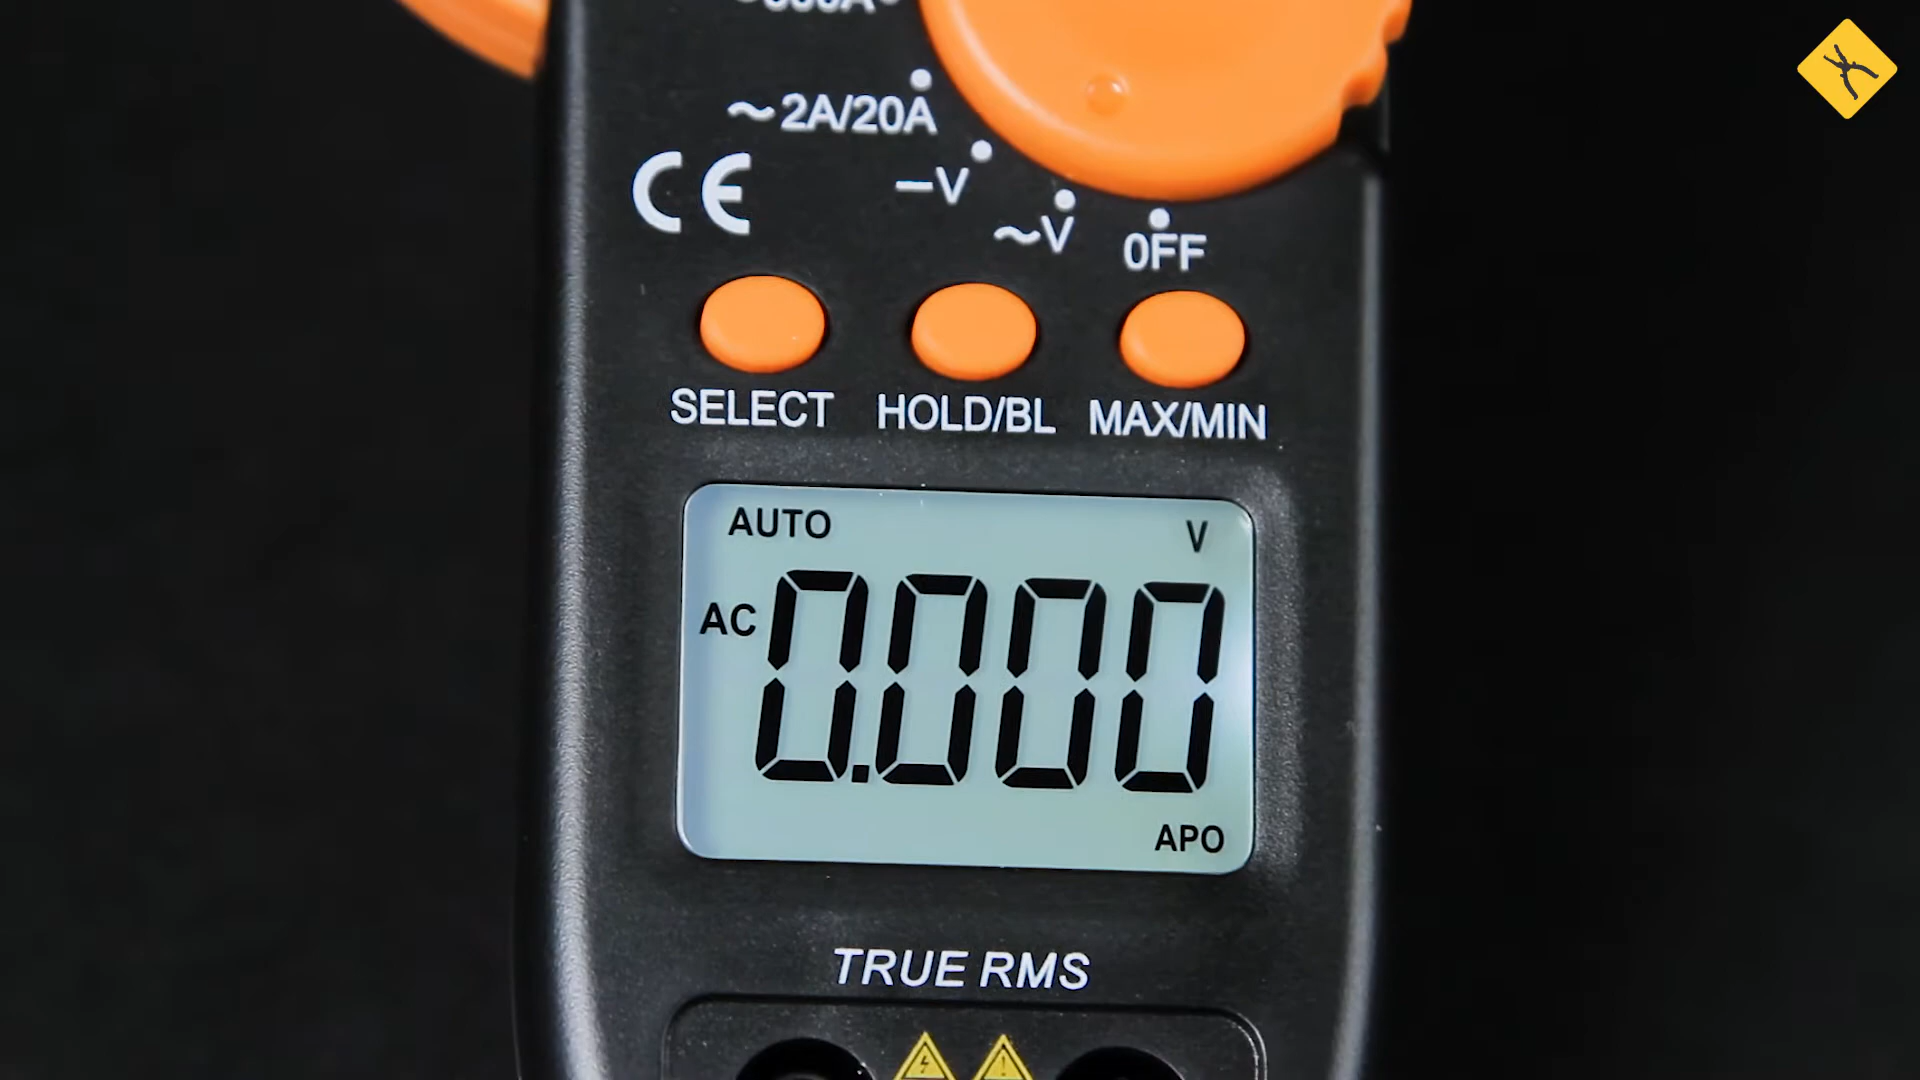 ~2A/20A
CE
⎓V
~V
OFF
SELECT HOLD/BL MAX/MIN
AUTO V
AC 0.000
APO
TRUE RMS